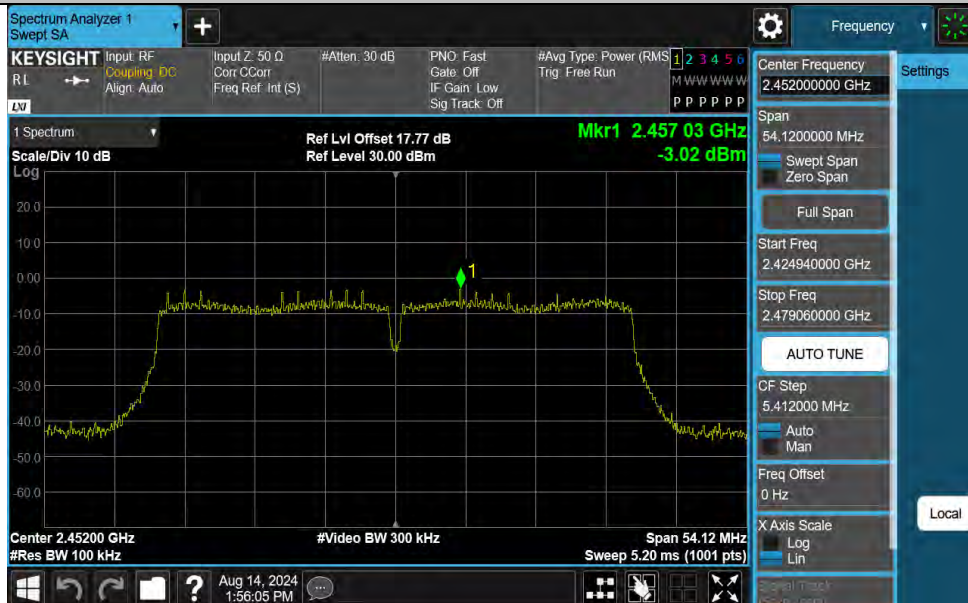 Spectrum Analyzer 1
Swept SA
+
Frequency
KEYSIGHT
RL
LXI
Input: RF
Coupling: DC
Align: Auto
Input Z: 50 Ω
Corr CCorr
Freq Ref: Int (S)
#Atten: 30 dB
PNO: Fast
Gate: Off
IF Gain: Low
Sig Track: Off
#Avg Type: Power (RMS
Trig: Free Run
1 2 3 4 5 6
M W W W W W
P P P P P P
1 Spectrum
Scale/Div 10 dB
Log
Ref Lvl Offset 17.77 dB
Ref Level 30.00 dBm
Mkr1 2.457 03 GHz
-3.02 dBm
20.0
10.0
0.00
-10.0
-20.0
-30.0
-40.0
-50.0
-60.0
1
Center 2.45200 GHz
#Res BW 100 kHz
#Video BW 300 kHz
Span 54.12 MHz
Sweep 5.20 ms (1001 pts)
?
Aug 14, 2024
1:56:05 PM
Center Frequency
2.452000000 GHz
Span
54.1200000 MHz
Swept Span
Zero Span
Full Span
Start Freq
2.424940000 GHz
Stop Freq
2.479060000 GHz
AUTO TUNE
CF Step
5.412000 MHz
Auto
Man
Freq Offset
0 Hz
X Axis Scale
Log
Lin
Signal Track
Settings
Local